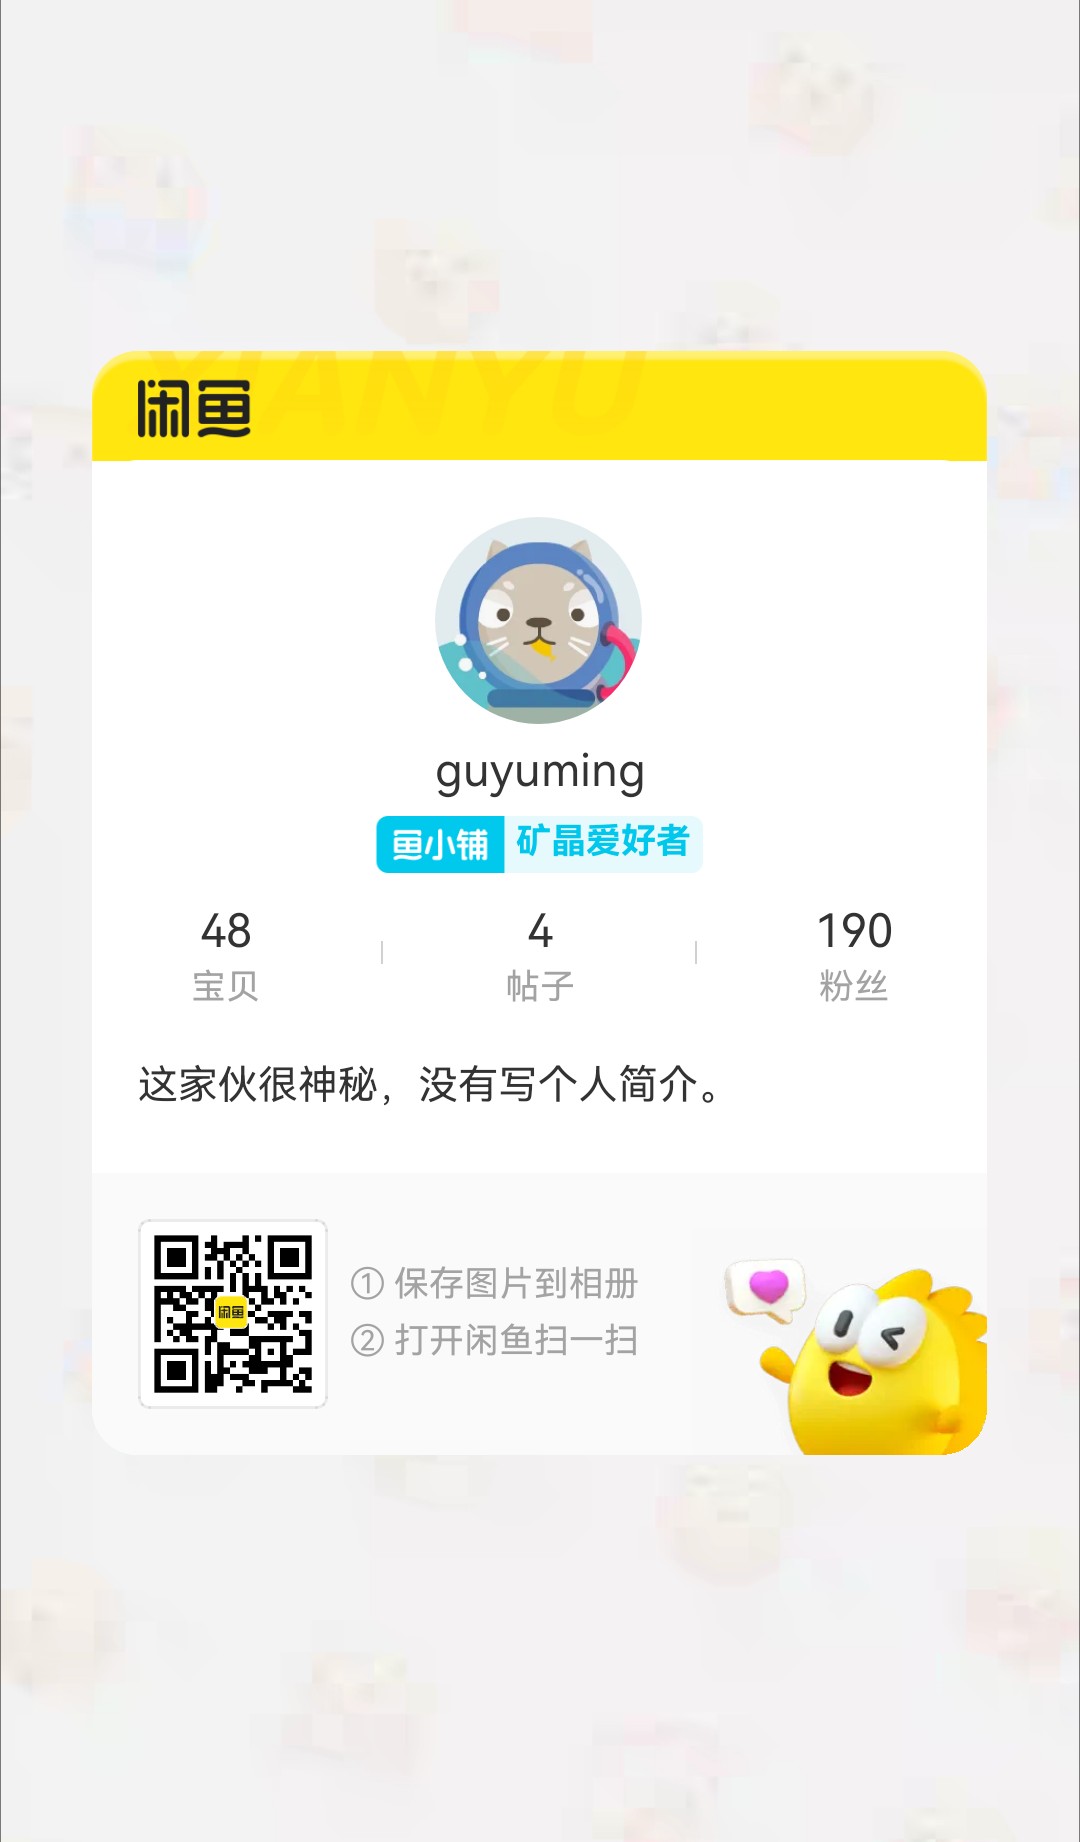 XIANYU
闲鱼
guyuming
鱼小铺 矿晶爱好者
48 4 190
宝贝 帖子 粉丝
这家伙很神秘，没有写个人简介。
① 保存图片到相册
② 打开闲鱼扫一扫
闲鱼